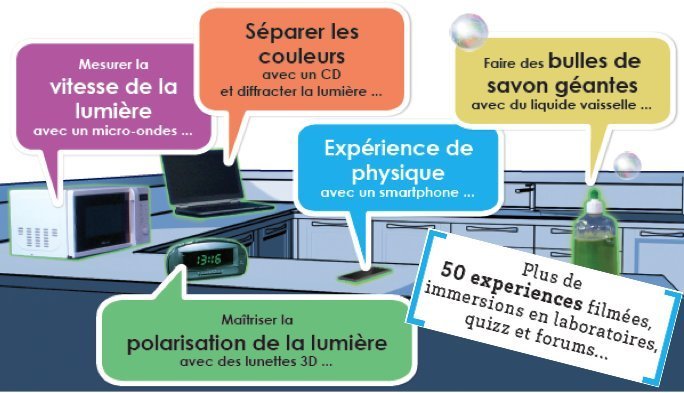 Séparer les
couleurs
avec un CD
et diffracter la lumière ...
Mesurer la
vitesse de la
lumière
avec un micro-ondes ...
Faire des bulles de
savon géantes
avec du liquide vaisselle ...
Expérience de
physique
avec un smartphone ...
13:16
Maîtriser la
polarisation de la lumière
avec des lunettes 3D ...
Plus de
50 experiences filmées,
immersions en laboratoires,
quizz et forums...